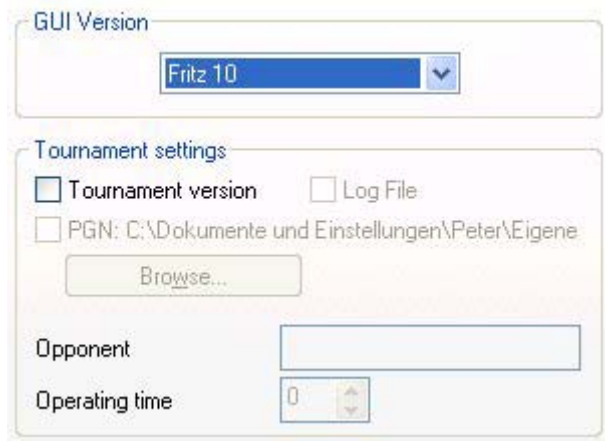 GUI Version
Fritz 10
Tournament settings
Tournament version Log File
PGN: C:\Dokumente und Einstellungen\Peter\Eigene
Browse...
Opponent
Operating time 0